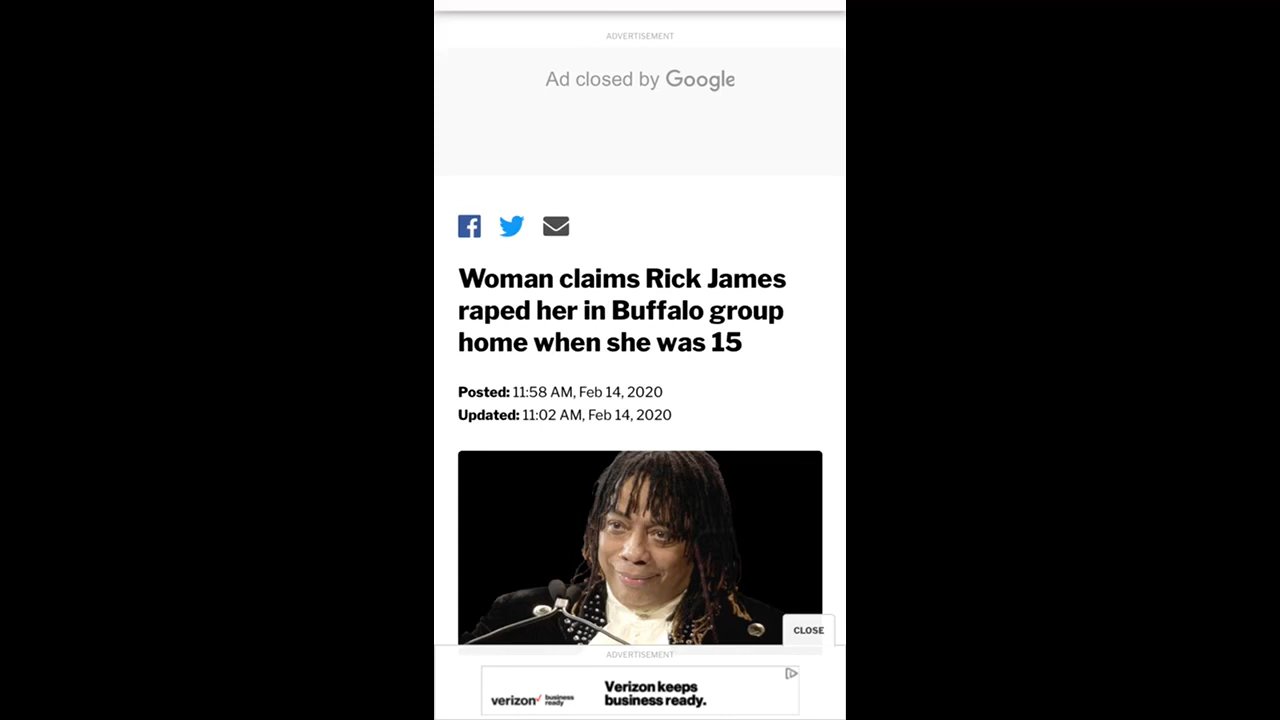 ADVERTISEMENT
Ad closed by Google
Woman claims Rick James
raped her in Buffalo group
home when she was 15
Posted: 11:58 AM, Feb 14, 2020
Updated: 11:02 AM, Feb 14, 2020
CLOSE
ADVERTISEMENT
verizon business ready
Verizon keeps
business ready.